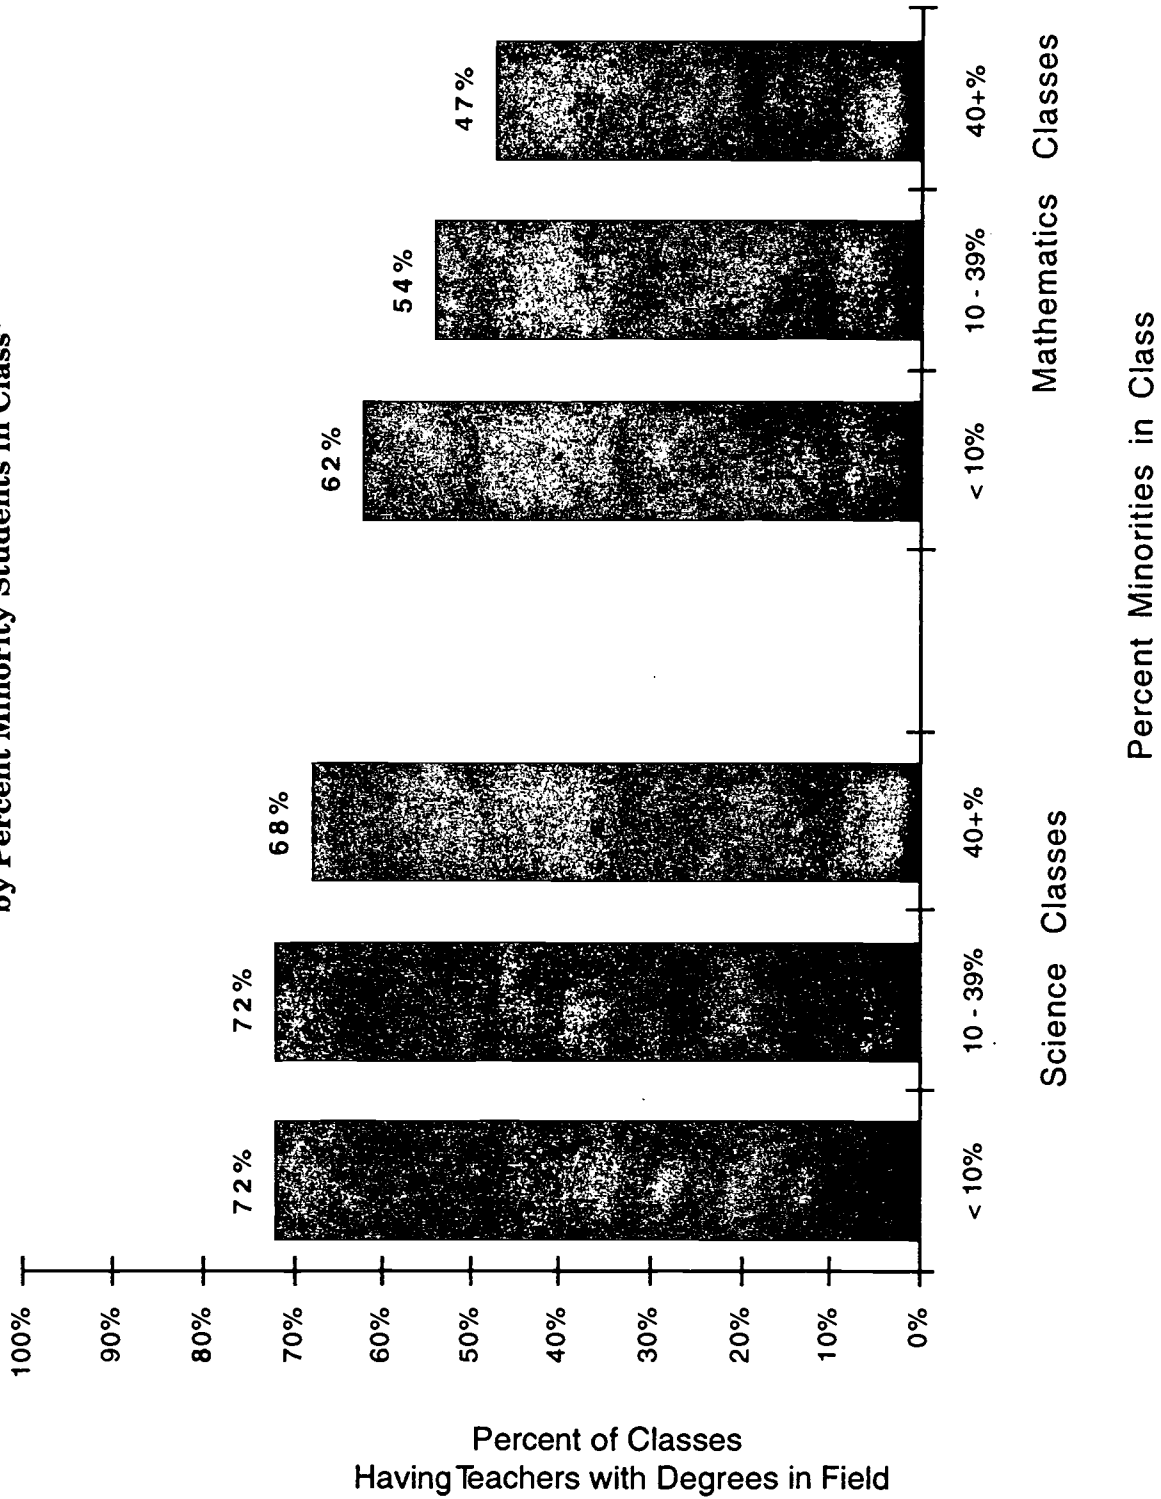 by Percent Minority students in Class
100%
90%
80%
70%
60%
50%
40%
30%
20%
10%
0%
Percent of Classes
Having Teachers with Degrees in Field
72%
72%
68%
62%
54%
47%
< 10%
10 - 39%
40+%
< 10%
10 - 39%
40+%
Science Classes
Mathematics Classes
Percent Minorities in Class